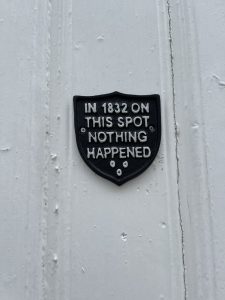 IN 1832 ON
THIS SPOT
NOTHING
HAPPENED